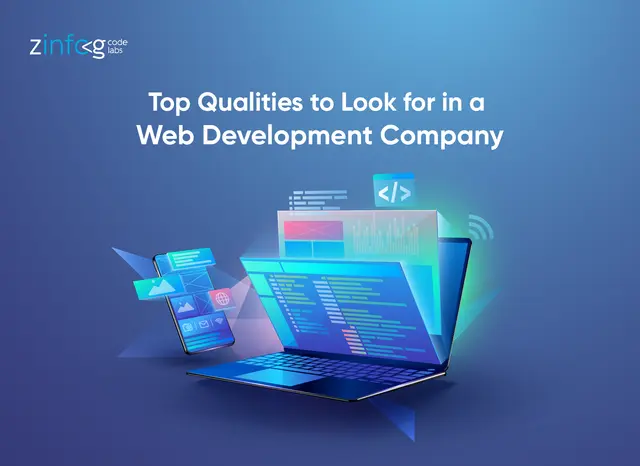 zinfog code
labs
Top Qualities to Look for in a
Web Development Company
</>